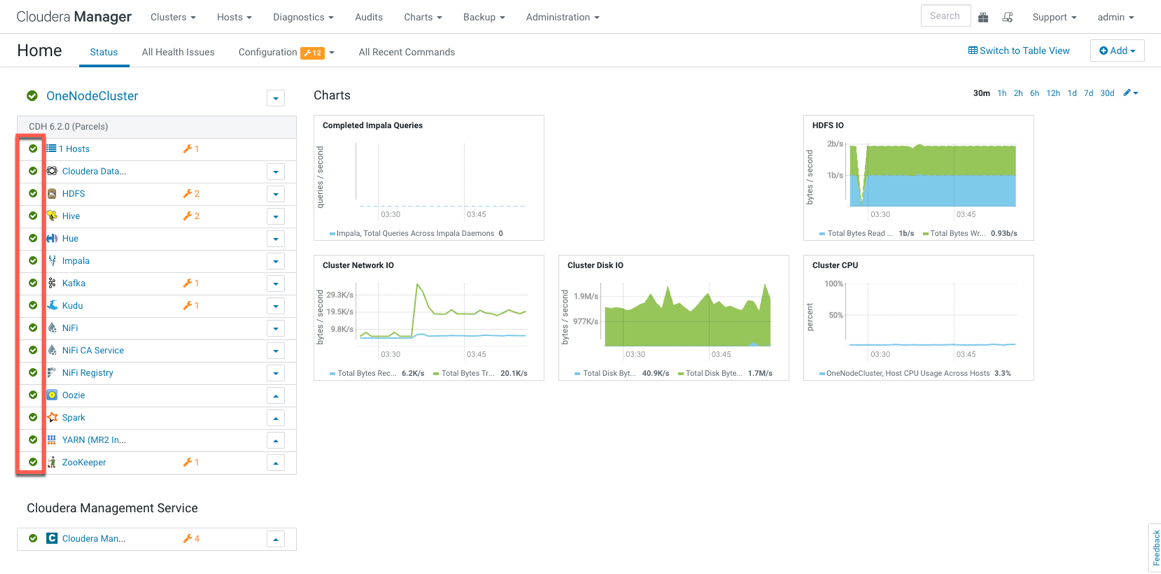 Cloudera Manager Clusters Hosts Diagnostics Audits Charts Backup Administration Search Support admin
Home Status All Health Issues Configuration 12 All Recent Commands Switch to Table View Add
OneNodeCluster
CDH 6.2.0 (Parcels)
1 Hosts 1
Cloudera Data...
HDFS 2
Hive 2
Hue
Impala
Kafka 1
Kudu 1
NiFi
NiFi CA Service
NiFi Registry
Oozie
Spark
YARN (MR2 In...
ZooKeeper 1
Cloudera Management Service
C Cloudera Man... 4
Charts
30m 1h 2h 6h 12h 1d 7d 30d
Completed Impala Queries
queries / second
03:30 03:45
Impala, Total Queries Across Impala Daemons 0
HDFS IO
bytes / second
2b/s
1b/s
03:30 03:45
Total Bytes Read ... 1b/s Total Bytes Wr... 0.93b/s
Cluster Network IO
bytes / second
29.3K/s
19.5K/s
9.8K/s
03:30 03:45
Total Bytes Rec... 6.2K/s Total Bytes Tr... 20.1K/s
Cluster Disk IO
bytes / second
1.9M/s
977K/s
03:30 03:45
Total Disk Byt... 40.9K/s Total Disk Byte... 1.7M/s
Cluster CPU
percent
100%
50%
03:30 03:45
OneNodeCluster, Host CPU Usage Across Hosts 3.3%
Feedback